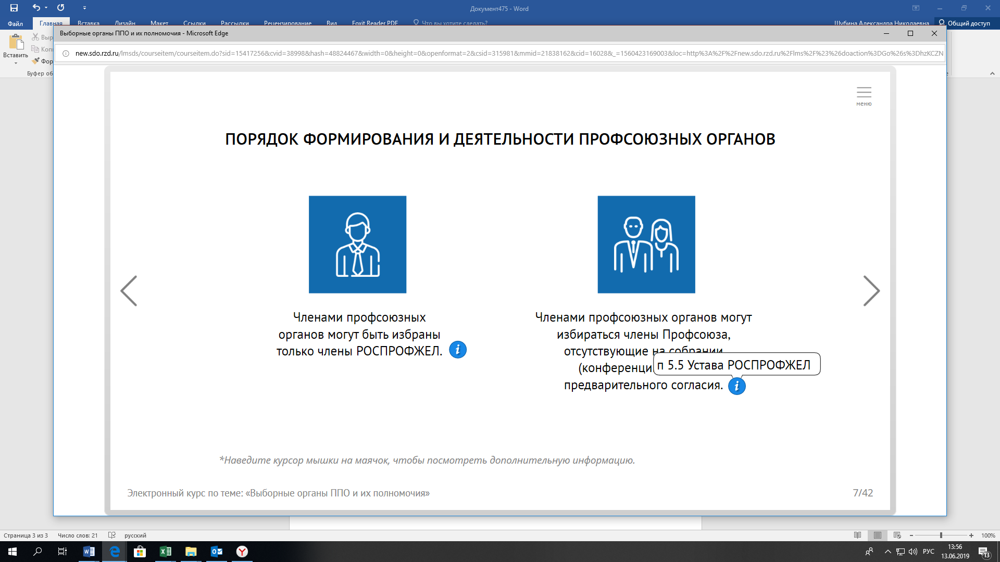 Документ475 - Word
Файл Главная Вставка Дизайн Макет Ссылки Рассылки Рецензирование Вид Foxit Reader PDF Что вы хотите сделать? Шубина Александра Николаевна Общий доступ
Выборные органы ППО и их полномочия - Microsoft Edge
new.sdo.rzd.ru/lmsds/courseitem/courseitem.do?sid=15417256&cvid=38998&hash=48824467&width=0&height=0&openformat=2&csid=315981&mmid=21838162&cid=16028&_=1560423169003&loc=http%3A%2F%2Fnew.sdo.rzd.ru%2Flms%2F%23%26doaction%3DGo%26s%3DhzKCZN
Вставить
Выр
Копи
Фор
Буфер об
меню
ПОРЯДОК ФОРМИРОВАНИЯ И ДЕЯТЕЛЬНОСТИ ПРОФСОЮЗНЫХ ОРГАНОВ
Членами профсоюзных
органов могут быть избраны
только члены РОСПРОФЖЕЛ.
Членами профсоюзных органов могут
избираться члены Профсоюза,
отсутствующие на собрании
(конференци
п 5.5 Устава РОСПРОФЖЕЛ
предварительного согласия.
*Наведите курсор мышки на маячок, чтобы посмотреть дополнительную информацию.
Электронный курс по теме: «Выборные органы ППО и их полномочия»
7/42
Страница 3 из 3 Число слов: 21 русский 100%
РУС
13:56
13.06.2019
13